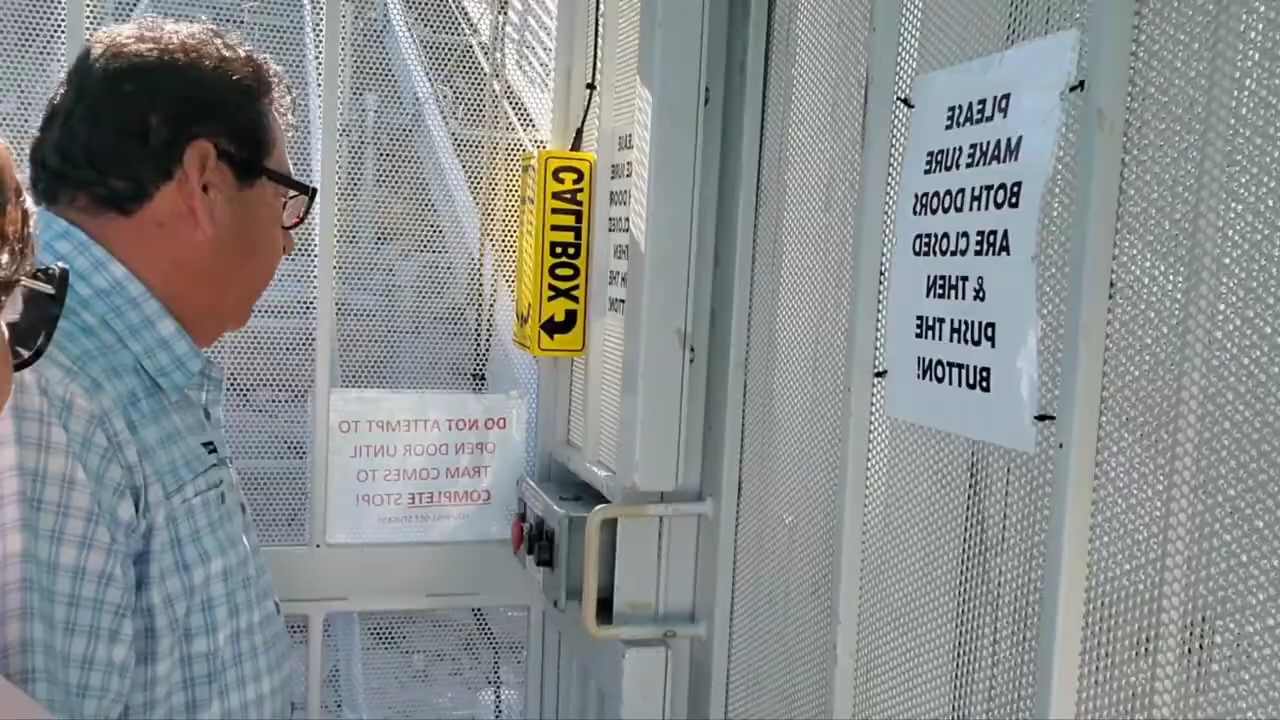 CALLBOX
PLEASE
MAKE SURE
BOTH DOORS
ARE CLOSED
& THEN
PUSH THE
BUTTON!
DO NOT ATTEMPT TO
OPEN DOOR UNTIL
TRAM COMES TO
COMPLETE STOP!